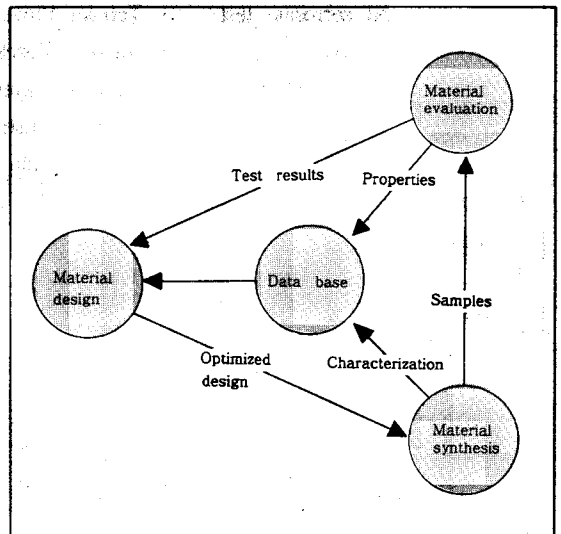 Material
evaluation
Test results
Properties
Material
design
Data base
Samples
Optimized
design
Characterization
Material
synthesis